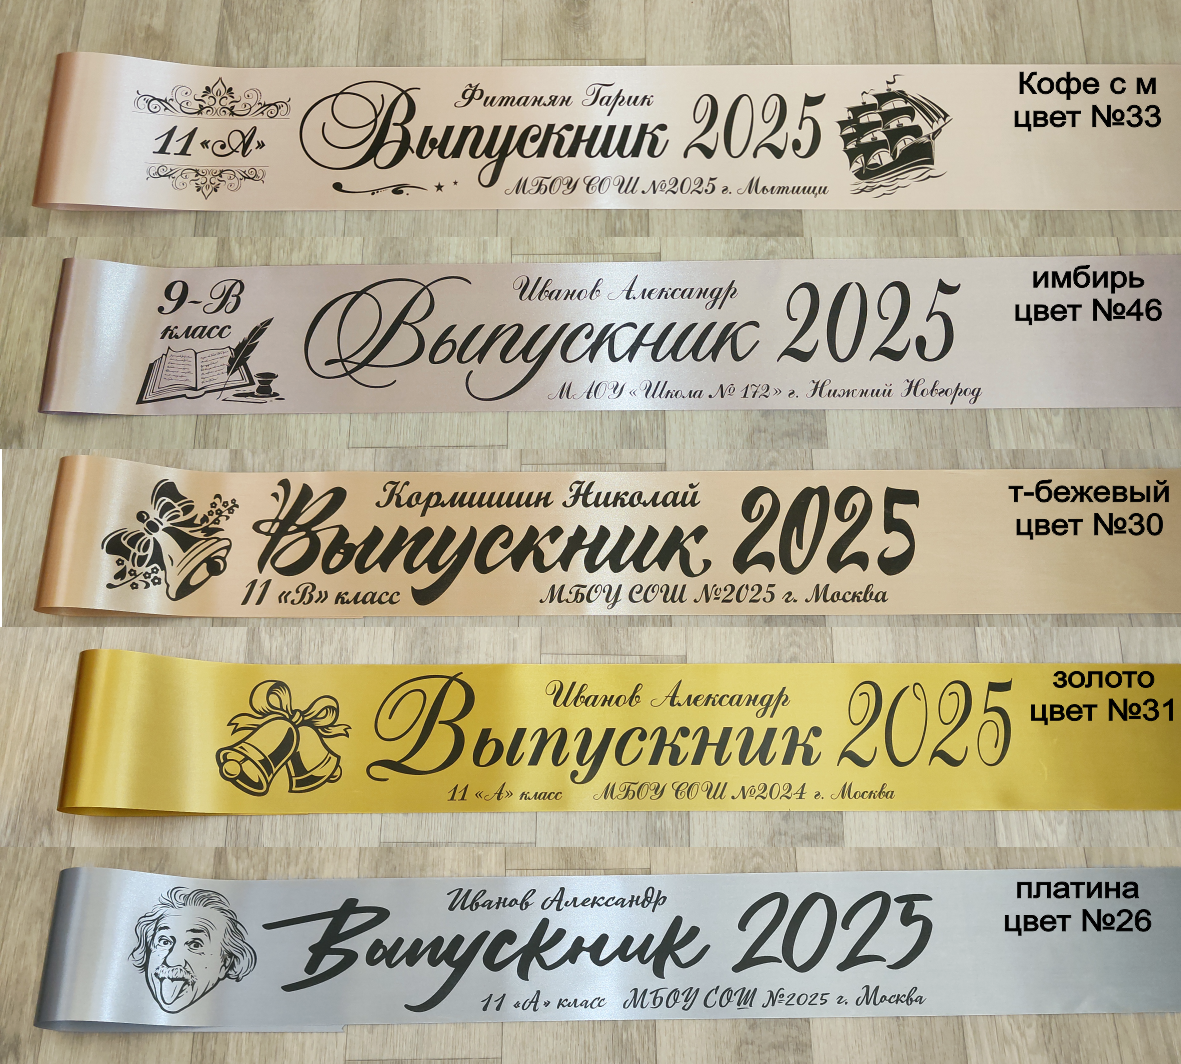 Фитанян Гарик
11 «А»
Выпускник 2025
МБОУ СОШ №2025 г. Мытищи
Кофе с м
цвет №33
9-В
класс
Иванов Александр
Выпускник 2025
МАОУ «Школа № 172» г. Нижний Новгород
имбирь
цвет №46
Кормишин Николай
Выпускник 2025
11 «В» класс МБОУ СОШ №2025 г. Москва
т-бежевый
цвет №30
Иванов Александр
Выпускник 2025
11 «А» класс МБОУ СОШ №2024 г. Москва
золото
цвет №31
Иванов Александр
Выпускник 2025
11 «А» класс МБОУ СОШ №2025 г. Москва
платина
цвет №26